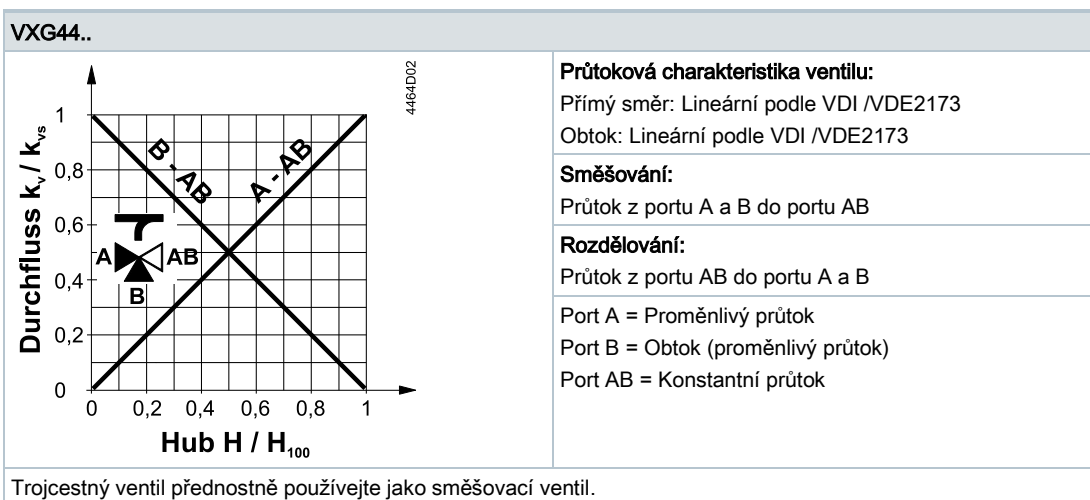 VXG44..
4464D02
Durchfluss kv / kvs
1
0,8
0,6
0,4
0,2
0
B - AB
A - AB
A
AB
B
0
0,2
0,4
0,6
0,8
1
Hub H / H100
Průtoková charakteristika ventilu:
Přímý směr: Lineární podle VDI /VDE2173
Obtok: Lineární podle VDI /VDE2173
Směšování:
Průtok z portu A a B do portu AB
Rozdělování:
Průtok z portu AB do portu A a B
Port A = Proměnlivý průtok
Port B = Obtok (proměnlivý průtok)
Port AB = Konstantní průtok
Trojcestný ventil přednostně používejte jako směšovací ventil.